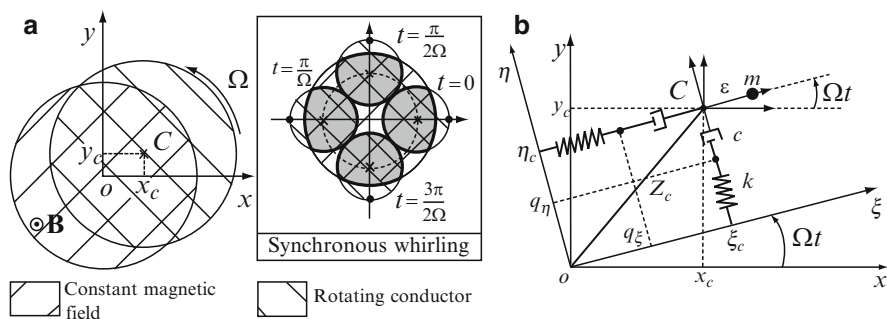 a
y
Ω
C
y_c
o
x_c
x
B
Constant magnetic
field
Rotating conductor
t = π/2Ω
t = π/Ω
t = 0
t = 3π/2Ω
Synchronous whirling
b
η
y
ε
m
C
Ωt
y_c
c
η_c
k
Z_c
q_η
ξ
q_ξ
ξ_c
Ωt
o
x_c
x